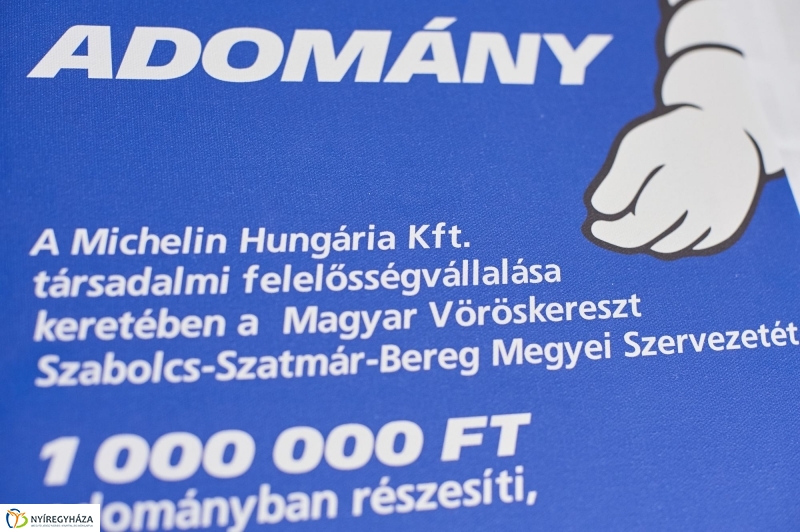 ADOMÁNY
A Michelin Hungária Kft.
társadalmi felelősségvállalása
keretében a Magyar Vöröskereszt
Szabolcs-Szatmár-Bereg Megyei Szervezetét
1 000 000 FT
adományban részesíti,
NYÍREGYHÁZA